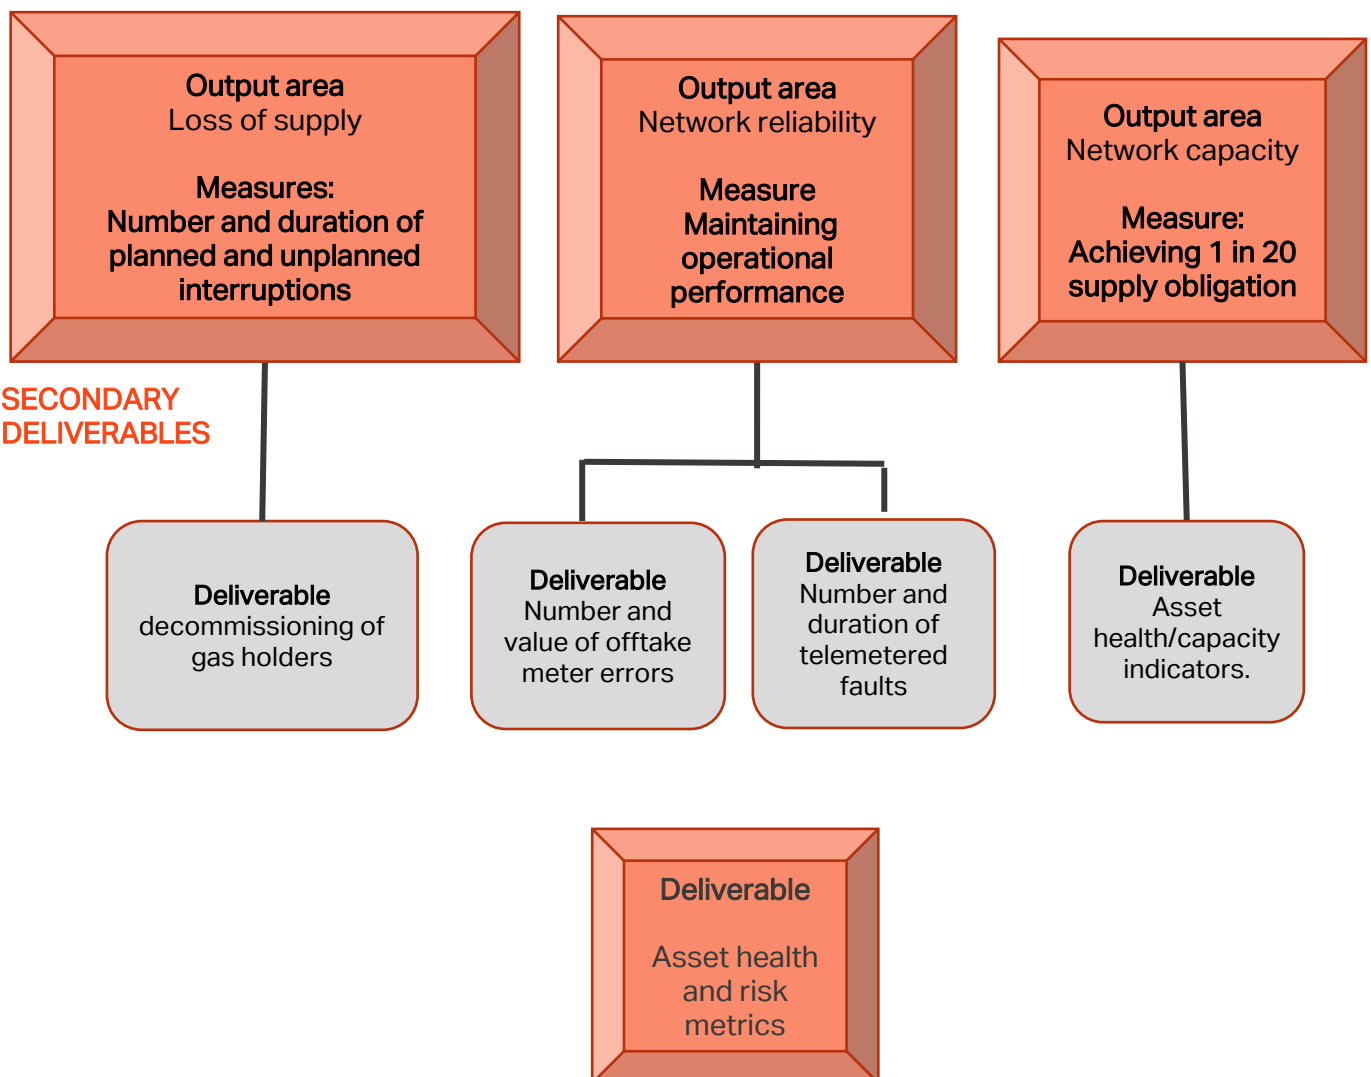 Output area
Loss of supply
Measures:
Number and duration of
planned and unplanned
interruptions
Output area
Network reliability
Measure
Maintaining
operational
performance
Output area
Network capacity
Measure:
Achieving 1 in 20
supply obligation
SECONDARY
DELIVERABLES
Deliverable
decommissioning of
gas holders
Deliverable
Number and
value of offtake
meter errors
Deliverable
Number and
duration of
telemetered
faults
Deliverable
Asset
health/capacity
indicators.
Deliverable
Asset health
and risk
metrics